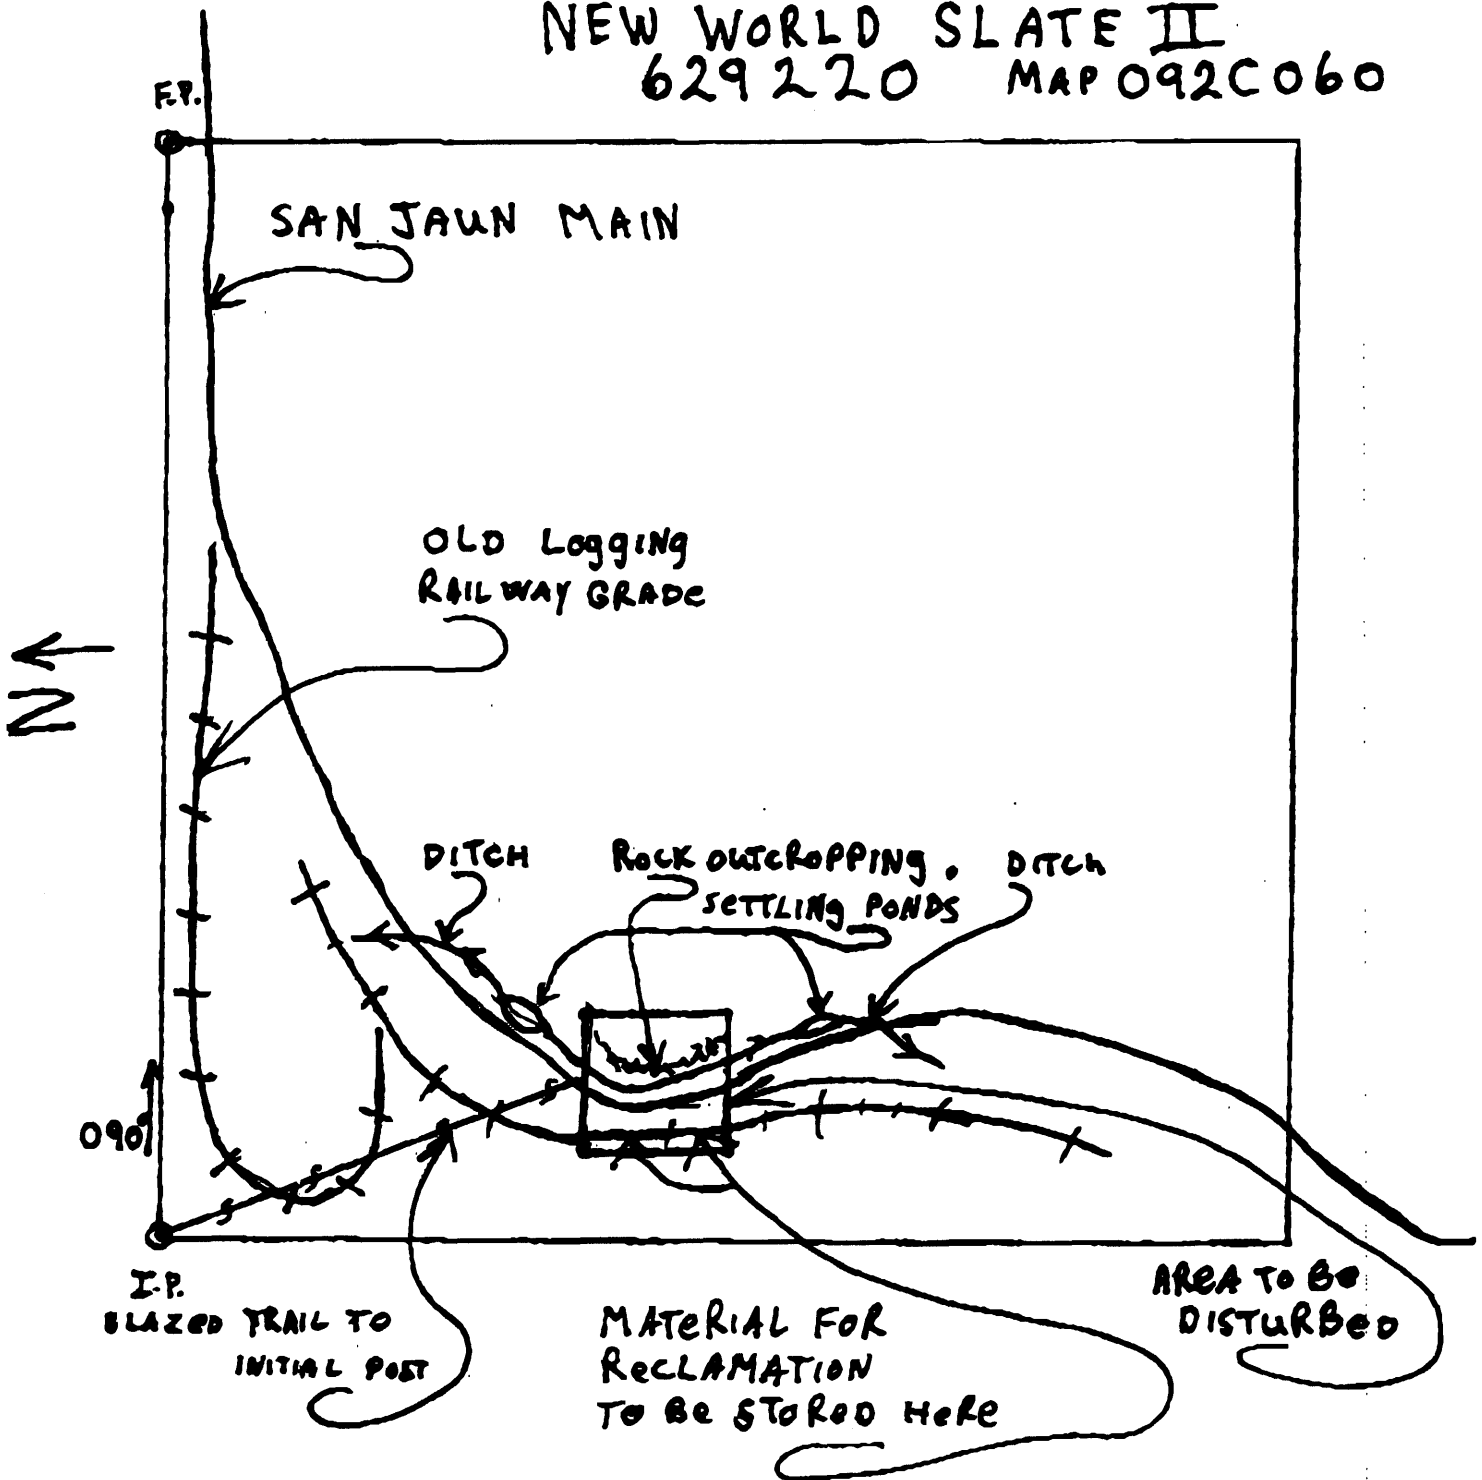 NEW WORLD SLATE II
629220 MAP 092C060
F.P.
SAN JAUN MAIN
OLD LoggiNg
RAILWAY GRADe
N
DITCH
ROCK OUTCROPPINg.
SeTTLINg PONDS
DITCh
090°
I.P.
BLAZeD TRAIL TO
INITIAL POST
MATeRIAL FOR
ReCLAMATION
TO Be STOReD HeRe
AReA TO Be
DISTuRBeD